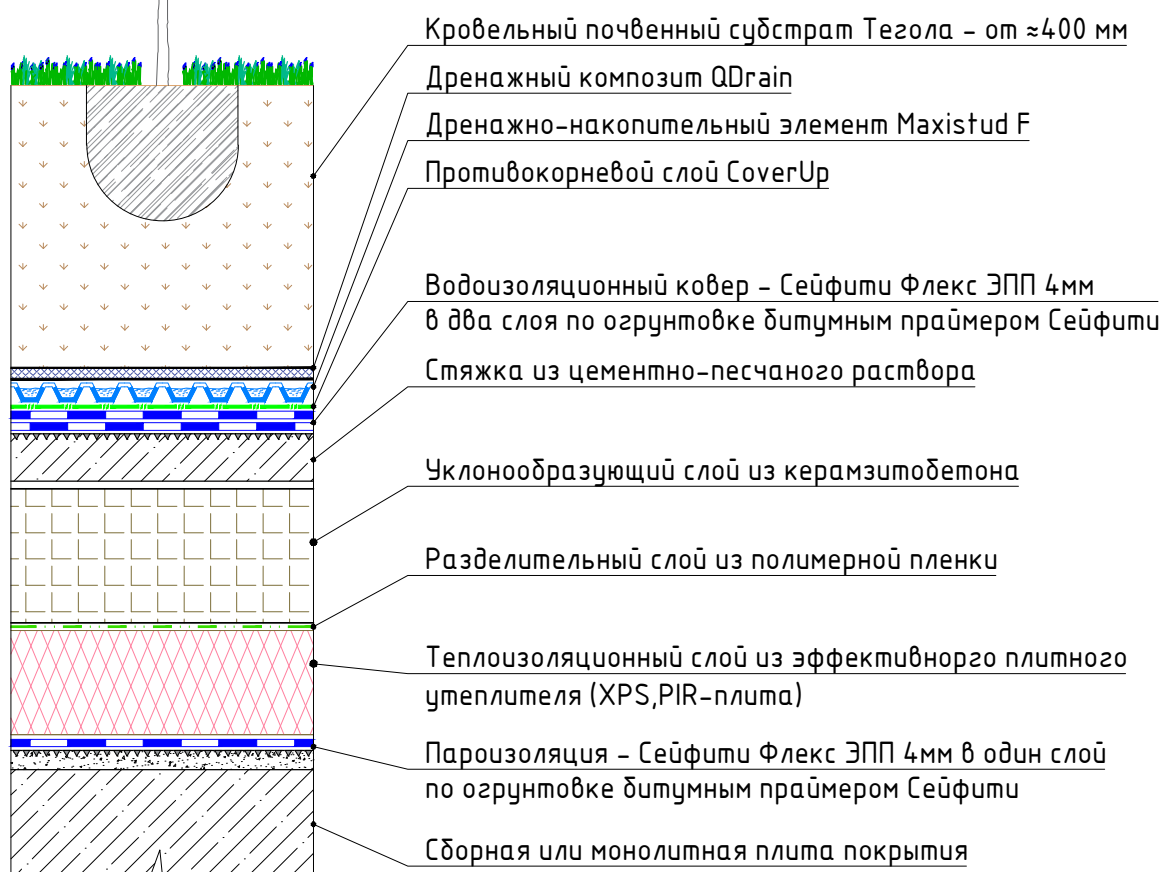 Кровельный почвенный субстрат Тегола - от ≈400 мм
Дренажный композит QDrain
Дренажно-накопительный элемент Maxistud F
Противокорневой слой CoverUp
Водоизоляционный ковер - Сейфити Флекс ЭПП 4мм
в два слоя по огрунтовке битумным праймером Сейфити
Стяжка из цементно-песчаного раствора
Уклонообразующий слой из керамзитобетона
Разделительный слой из полимерной пленки
Теплоизоляционный слой из эффективнорго плитного
утеплителя (XPS,PIR-плита)
Пароизоляция - Сейфити Флекс ЭПП 4мм в один слой
по огрунтовке битумным праймером Сейфити
Сборная или монолитная плита покрытия